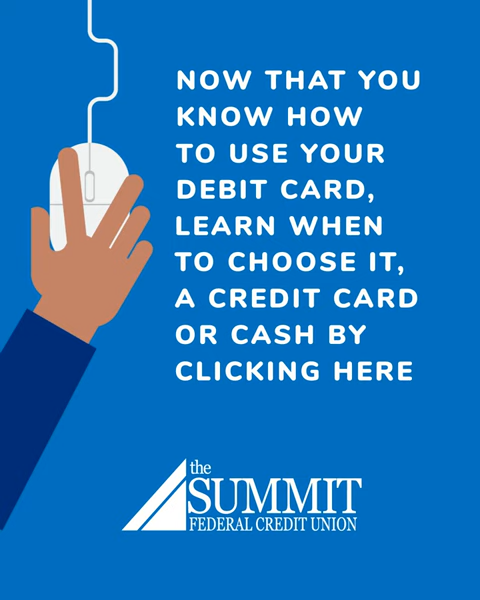 NOW THAT YOU
KNOW HOW
TO USE YOUR
DEBIT CARD,
LEARN WHEN
TO CHOOSE IT,
A CREDIT CARD
OR CASH BY
CLICKING HERE
the
SUMMIT
FEDERAL CREDIT UNION